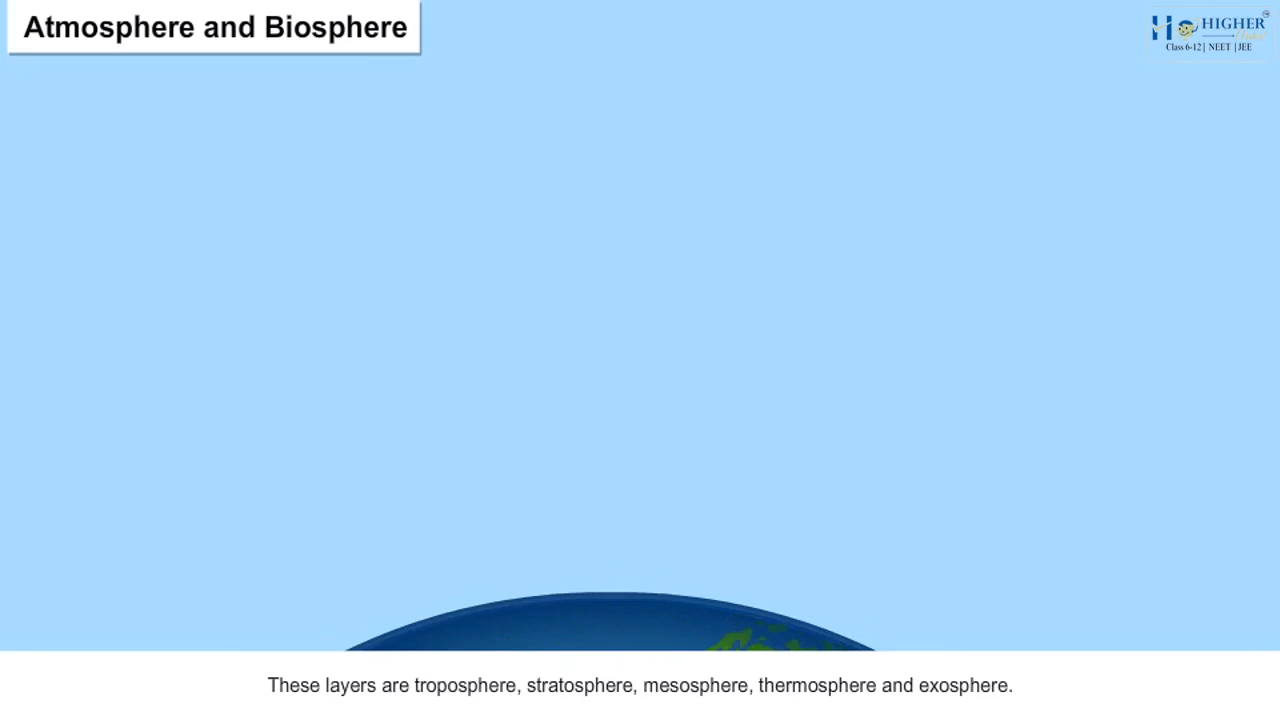 Atmosphere and Biosphere
HIGHER
Class 6-12 | NEET | JEE
These layers are troposphere, stratosphere, mesosphere, thermosphere and exosphere.